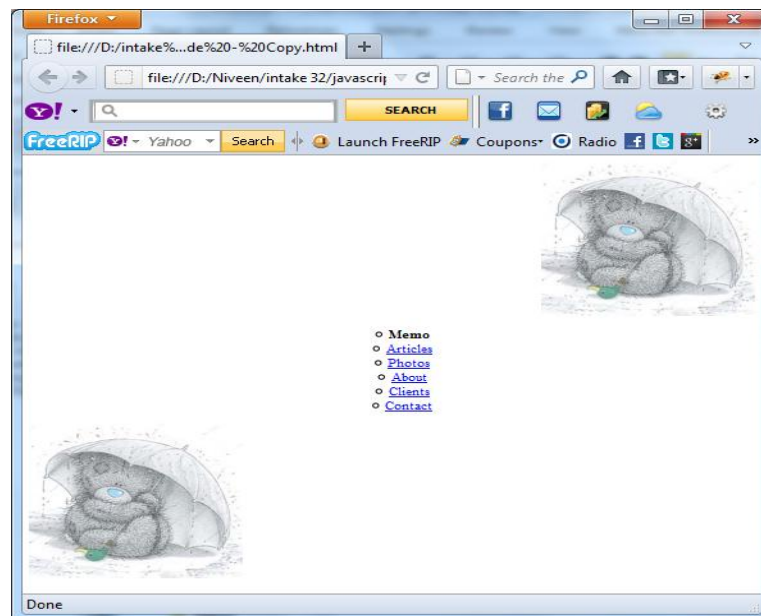 Firefox
file:///D:/intake%...de%20-%20Copy.html +
file:///D:/Niveen/intake 32/javascrip Search the
Y! SEARCH
FreeRIP Y! Yahoo Search Launch FreeRIP Coupons Radio f g+ »
Memo
Articles
Photos
About
Clients
Contact
Done